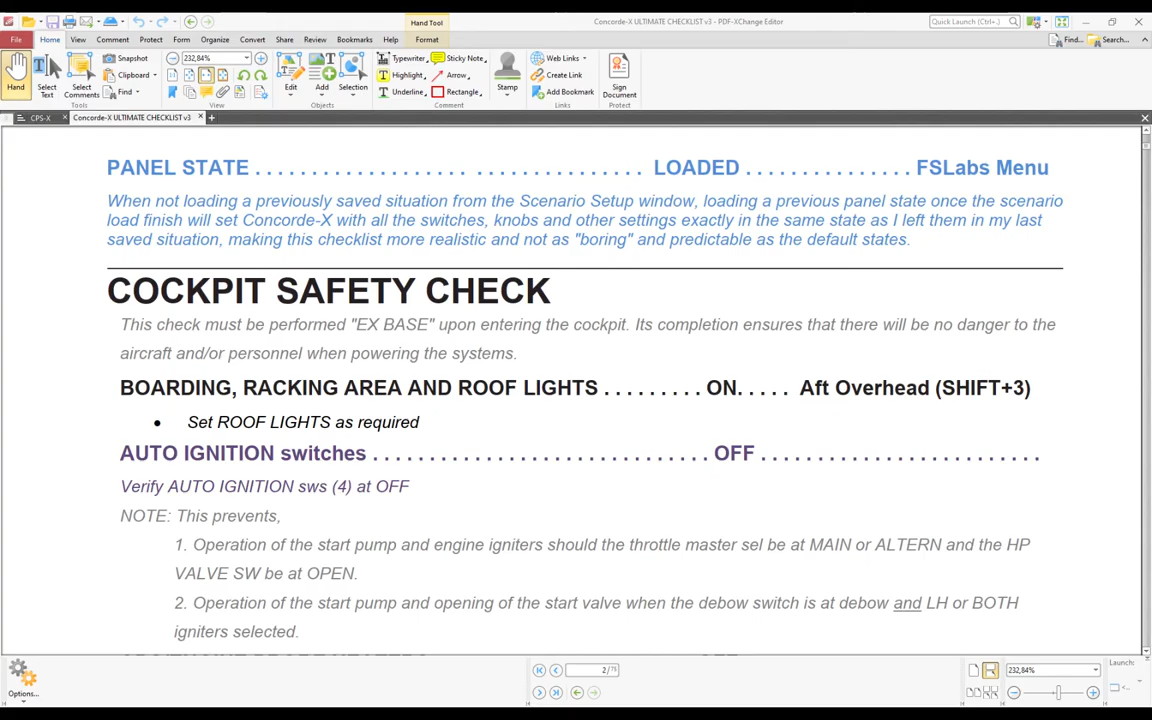 Hand Tool
Concorde-X ULTIMATE CHECKLIST v3 - PDF-XChange Editor
Quick Launch (Ctrl+.)
File Home View Comment Protect Form Organize Convert Share Review Bookmarks Help Format
Find... Search...
Hand
Select Text
Select Comments
Snapshot
Clipboard
Find
Tools
232,84%
View
Edit
Add
Selection
Objects
Typewriter
Highlight
Underline
Sticky Note
Arrow
Rectangle
Comment
Stamp
Web Links
Create Link
Add Bookmark
Links
Sign Document
Protect
CPS-X
Concorde-X ULTIMATE CHECKLIST v3
PANEL STATE . . . . . . . . . . . . . . . . . . . . . . . . . . . . . . . . . . LOADED . . . . . . . . . . . . . . . FSLabs Menu
When not loading a previously saved situation from the Scenario Setup window, loading a previous panel state once the scenario
load finish will set Concorde-X with all the switches, knobs and other settings exactly in the same state as I left them in my last
saved situation, making this checklist more realistic and not as "boring" and predictable as the default states.
COCKPIT SAFETY CHECK
This check must be performed "EX BASE" upon entering the cockpit. Its completion ensures that there will be no danger to the
aircraft and/or personnel when powering the systems.
BOARDING, RACKING AREA AND ROOF LIGHTS . . . . . . . . . ON. . . . . Aft Overhead (SHIFT+3)
• Set ROOF LIGHTS as required
AUTO IGNITION switches . . . . . . . . . . . . . . . . . . . . . . . . . . . . . . . . . . . OFF . . . . . . . . . . . . . . . . . . . . . . . . .
Verify AUTO IGNITION sws (4) at OFF
NOTE: This prevents,
1. Operation of the start pump and engine igniters should the throttle master sel be at MAIN or ALTERN and the HP
VALVE SW be at OPEN.
2. Operation of the start pump and opening of the start valve when the debow switch is at debow and LH or BOTH
igniters selected.
Options...
2/75
232,84%
Launch: